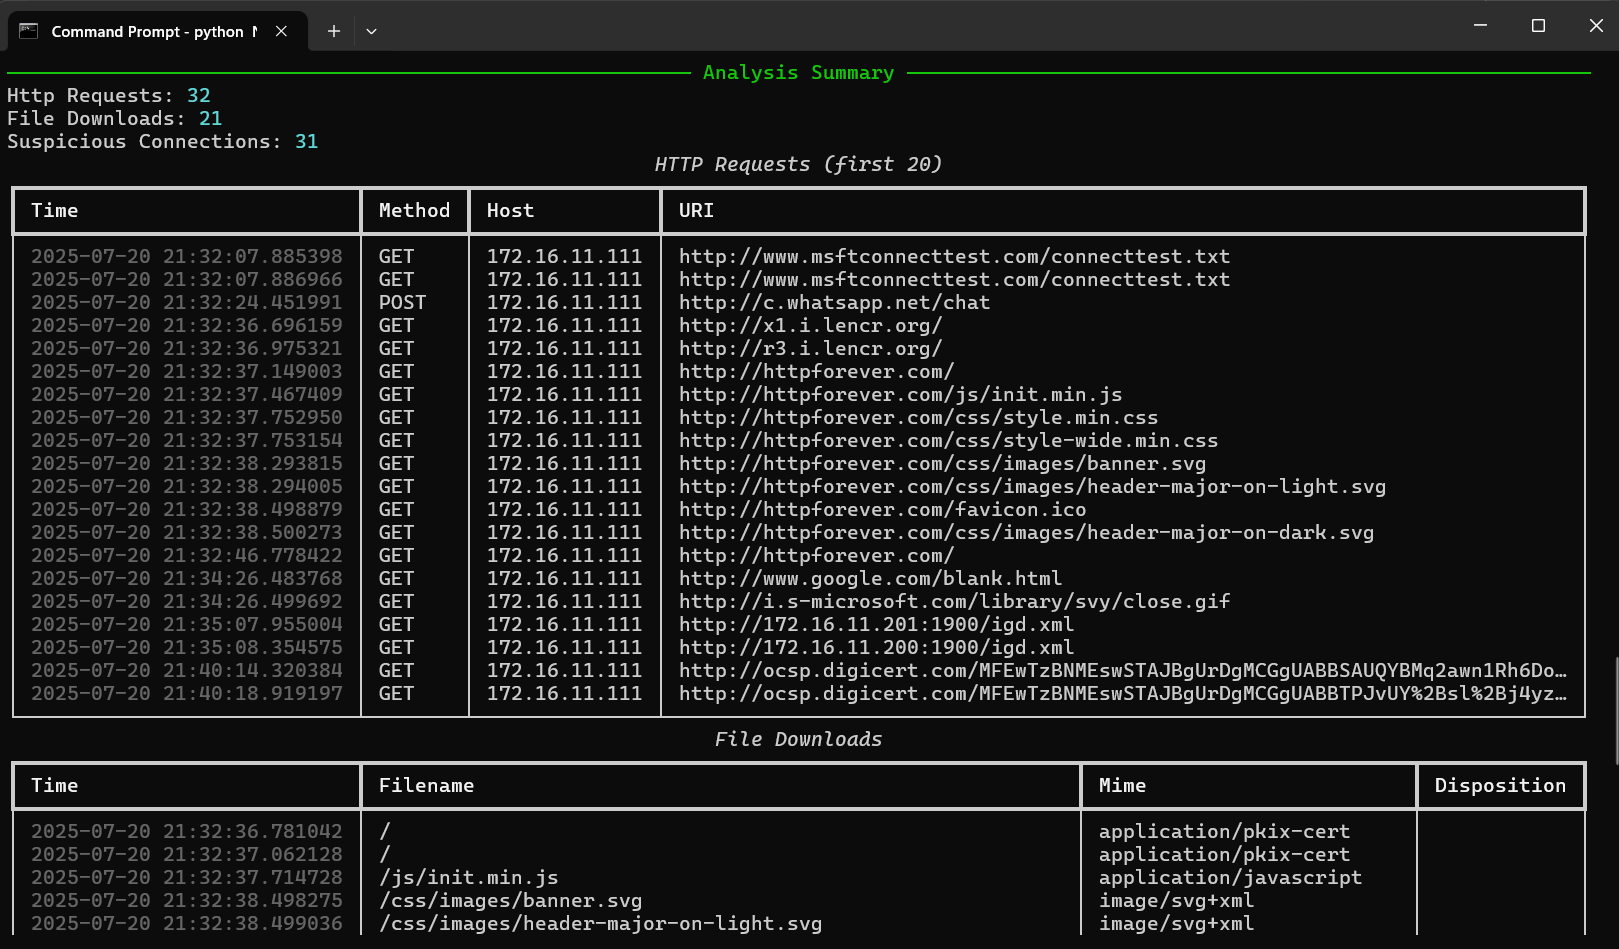 Command Prompt - python
Analysis Summary
Http Requests: 32
File Downloads: 21
Suspicious Connections: 31
HTTP Requests (first 20)
Time Method Host URI
2025-07-20 21:32:07.885398 GET 172.16.11.111 http://www.msftconnecttest.com/connecttest.txt
2025-07-20 21:32:07.886966 GET 172.16.11.111 http://www.msftconnecttest.com/connecttest.txt
2025-07-20 21:32:24.451991 POST 172.16.11.111 http://c.whatsapp.net/chat
2025-07-20 21:32:36.696159 GET 172.16.11.111 http://x1.i.lencr.org/
2025-07-20 21:32:36.975321 GET 172.16.11.111 http://r3.i.lencr.org/
2025-07-20 21:32:37.149003 GET 172.16.11.111 http://httpforever.com/
2025-07-20 21:32:37.467409 GET 172.16.11.111 http://httpforever.com/js/init.min.js
2025-07-20 21:32:37.752950 GET 172.16.11.111 http://httpforever.com/css/style.min.css
2025-07-20 21:32:37.753154 GET 172.16.11.111 http://httpforever.com/css/style-wide.min.css
2025-07-20 21:32:38.293815 GET 172.16.11.111 http://httpforever.com/css/images/banner.svg
2025-07-20 21:32:38.294005 GET 172.16.11.111 http://httpforever.com/css/images/header-major-on-light.svg
2025-07-20 21:32:38.498879 GET 172.16.11.111 http://httpforever.com/favicon.ico
2025-07-20 21:32:38.500273 GET 172.16.11.111 http://httpforever.com/css/images/header-major-on-dark.svg
2025-07-20 21:32:46.778422 GET 172.16.11.111 http://httpforever.com/
2025-07-20 21:34:26.483768 GET 172.16.11.111 http://www.google.com/blank.html
2025-07-20 21:34:26.499692 GET 172.16.11.111 http://i.s-microsoft.com/library/svy/close.gif
2025-07-20 21:35:07.955004 GET 172.16.11.111 http://172.16.11.201:1900/igd.xml
2025-07-20 21:35:08.354575 GET 172.16.11.111 http://172.16.11.200:1900/igd.xml
2025-07-20 21:40:14.320384 GET 172.16.11.111 http://ocsp.digicert.com/MFEwTzBNMEswSTAJBgUrDgMCGgUABBSAUQYBMq2awn1Rh6Do…
2025-07-20 21:40:18.919197 GET 172.16.11.111 http://ocsp.digicert.com/MFEwTzBNMEswSTAJBgUrDgMCGgUABBTPJvUY%2Bsl%2Bj4yz…
File Downloads
Time Filename Mime Disposition
2025-07-20 21:32:36.781042 / application/pkix-cert
2025-07-20 21:32:37.062128 / application/pkix-cert
2025-07-20 21:32:37.714728 /js/init.min.js application/javascript
2025-07-20 21:32:38.498275 /css/images/banner.svg image/svg+xml
2025-07-20 21:32:38.499036 /css/images/header-major-on-light.svg image/svg+xml